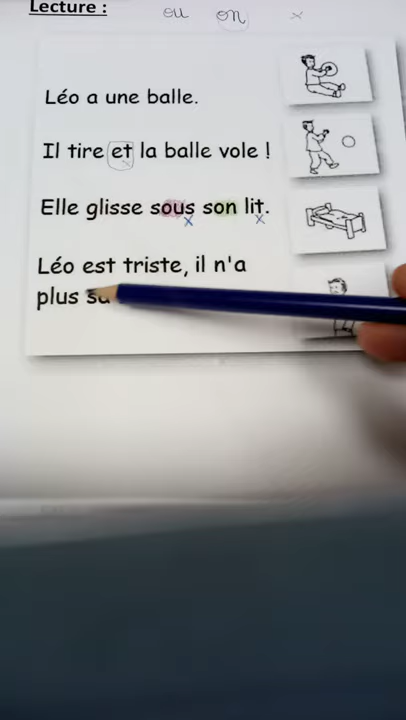 Lecture :
ou on x
Léo a une balle.
Il tire et la balle vole !
Elle glisse sous son lit.
x x
Léo est triste, il n'a
plus